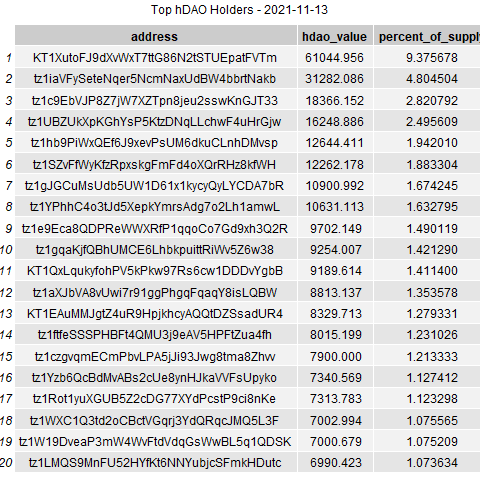 Top hDAO Holders - 2021-11-13
address hdao_value percent_of_supply
1 KT1XutoFJ9dXvWxT7ttG86N2tSTUEpatFVTm 61044.956 9.375678
2 tz1iaVFySeteNqer5NcmNaxUdBW4bbrtNakb 31282.086 4.804504
3 tz1c9EbVJP8Z7jW7XZTpn8jeu2sswKnGJT33 18366.152 2.820792
4 tz1UBZUkXpKGhYsP5KtzDNqLLchwF4uHrGjw 16248.886 2.495609
5 tz1hb9PiWxQEf6J9xevPsUM6dkuCLnhDMvsp 12644.411 1.942010
6 tz1SZvFfWyKfzRpxskgFmFd4oXQrRHz8kfWH 12262.178 1.883304
7 tz1gJGCuMsUdb5UW1D61x1kycyQyLYCDA7bR 10900.992 1.674245
8 tz1YPhhC4o3tJd5XepkYmrsAdg7o2Lh1amwL 10631.113 1.632795
9 tz1e9Eca8QDPReWWXRfP1qqoCo7Gd9xh3Q2R 9702.149 1.490119
10 tz1gqaKjfQBhUMCE6LhbkpuittRiWv5Z6w38 9254.007 1.421290
11 KT1QxLqukyfohPV5kPkw97Rs6cw1DDDvYgbB 9189.614 1.411400
12 tz1aXJbVA8vUwi7r91ggPhgqFqaqY8isLQBW 8813.137 1.353578
13 KT1EAuMMJgtZ4uR9HpjkhcyAQQtDZSsadUR4 8329.713 1.279331
14 tz1ftfeSSSPHBFt4QMU3j9eAV5HPFtZua4fh 8015.199 1.231026
15 tz1czgvqmECmPbvLPA5jJi93Jwg8tma8Zhvv 7900.000 1.213333
16 tz1Yzb6QcBdMvABs2cUe8ynHJkaVVFsUpyko 7340.569 1.127412
17 tz1Rot1yuXGUB5Z2cDG77XYdPcstP9ci8nKe 7313.783 1.123298
18 tz1WXC1Q3td2oCBctVGqrj3YdQRqcJMQ5L3F 7002.994 1.075565
19 tz1W19DveaP3mW4WvFtdVdqGsWwBL5q1QDSK 7000.679 1.075209
20 tz1LMQS9MnFU52HYfKt6NNYubjcSFmkHDutc 6990.423 1.073634